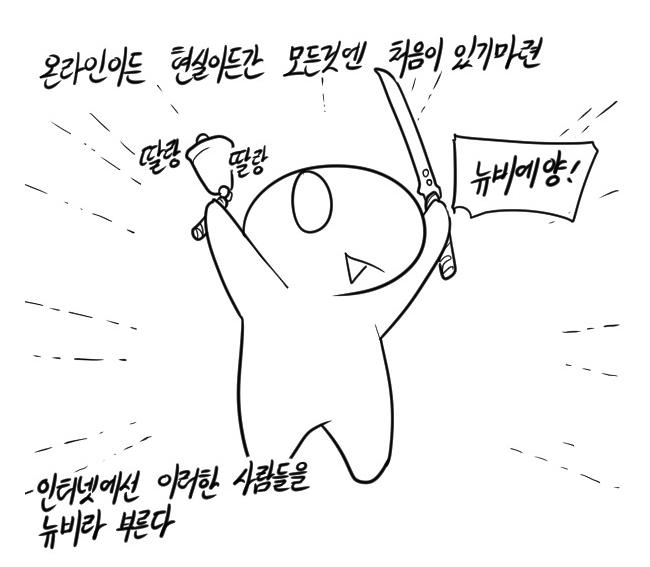 온라인이든 현실이든간 모든것엔 처음이 있기마련
딸랑
딸랑
뉴비에양!
인터넷에선 이러한 사람들을
뉴비라 부른다